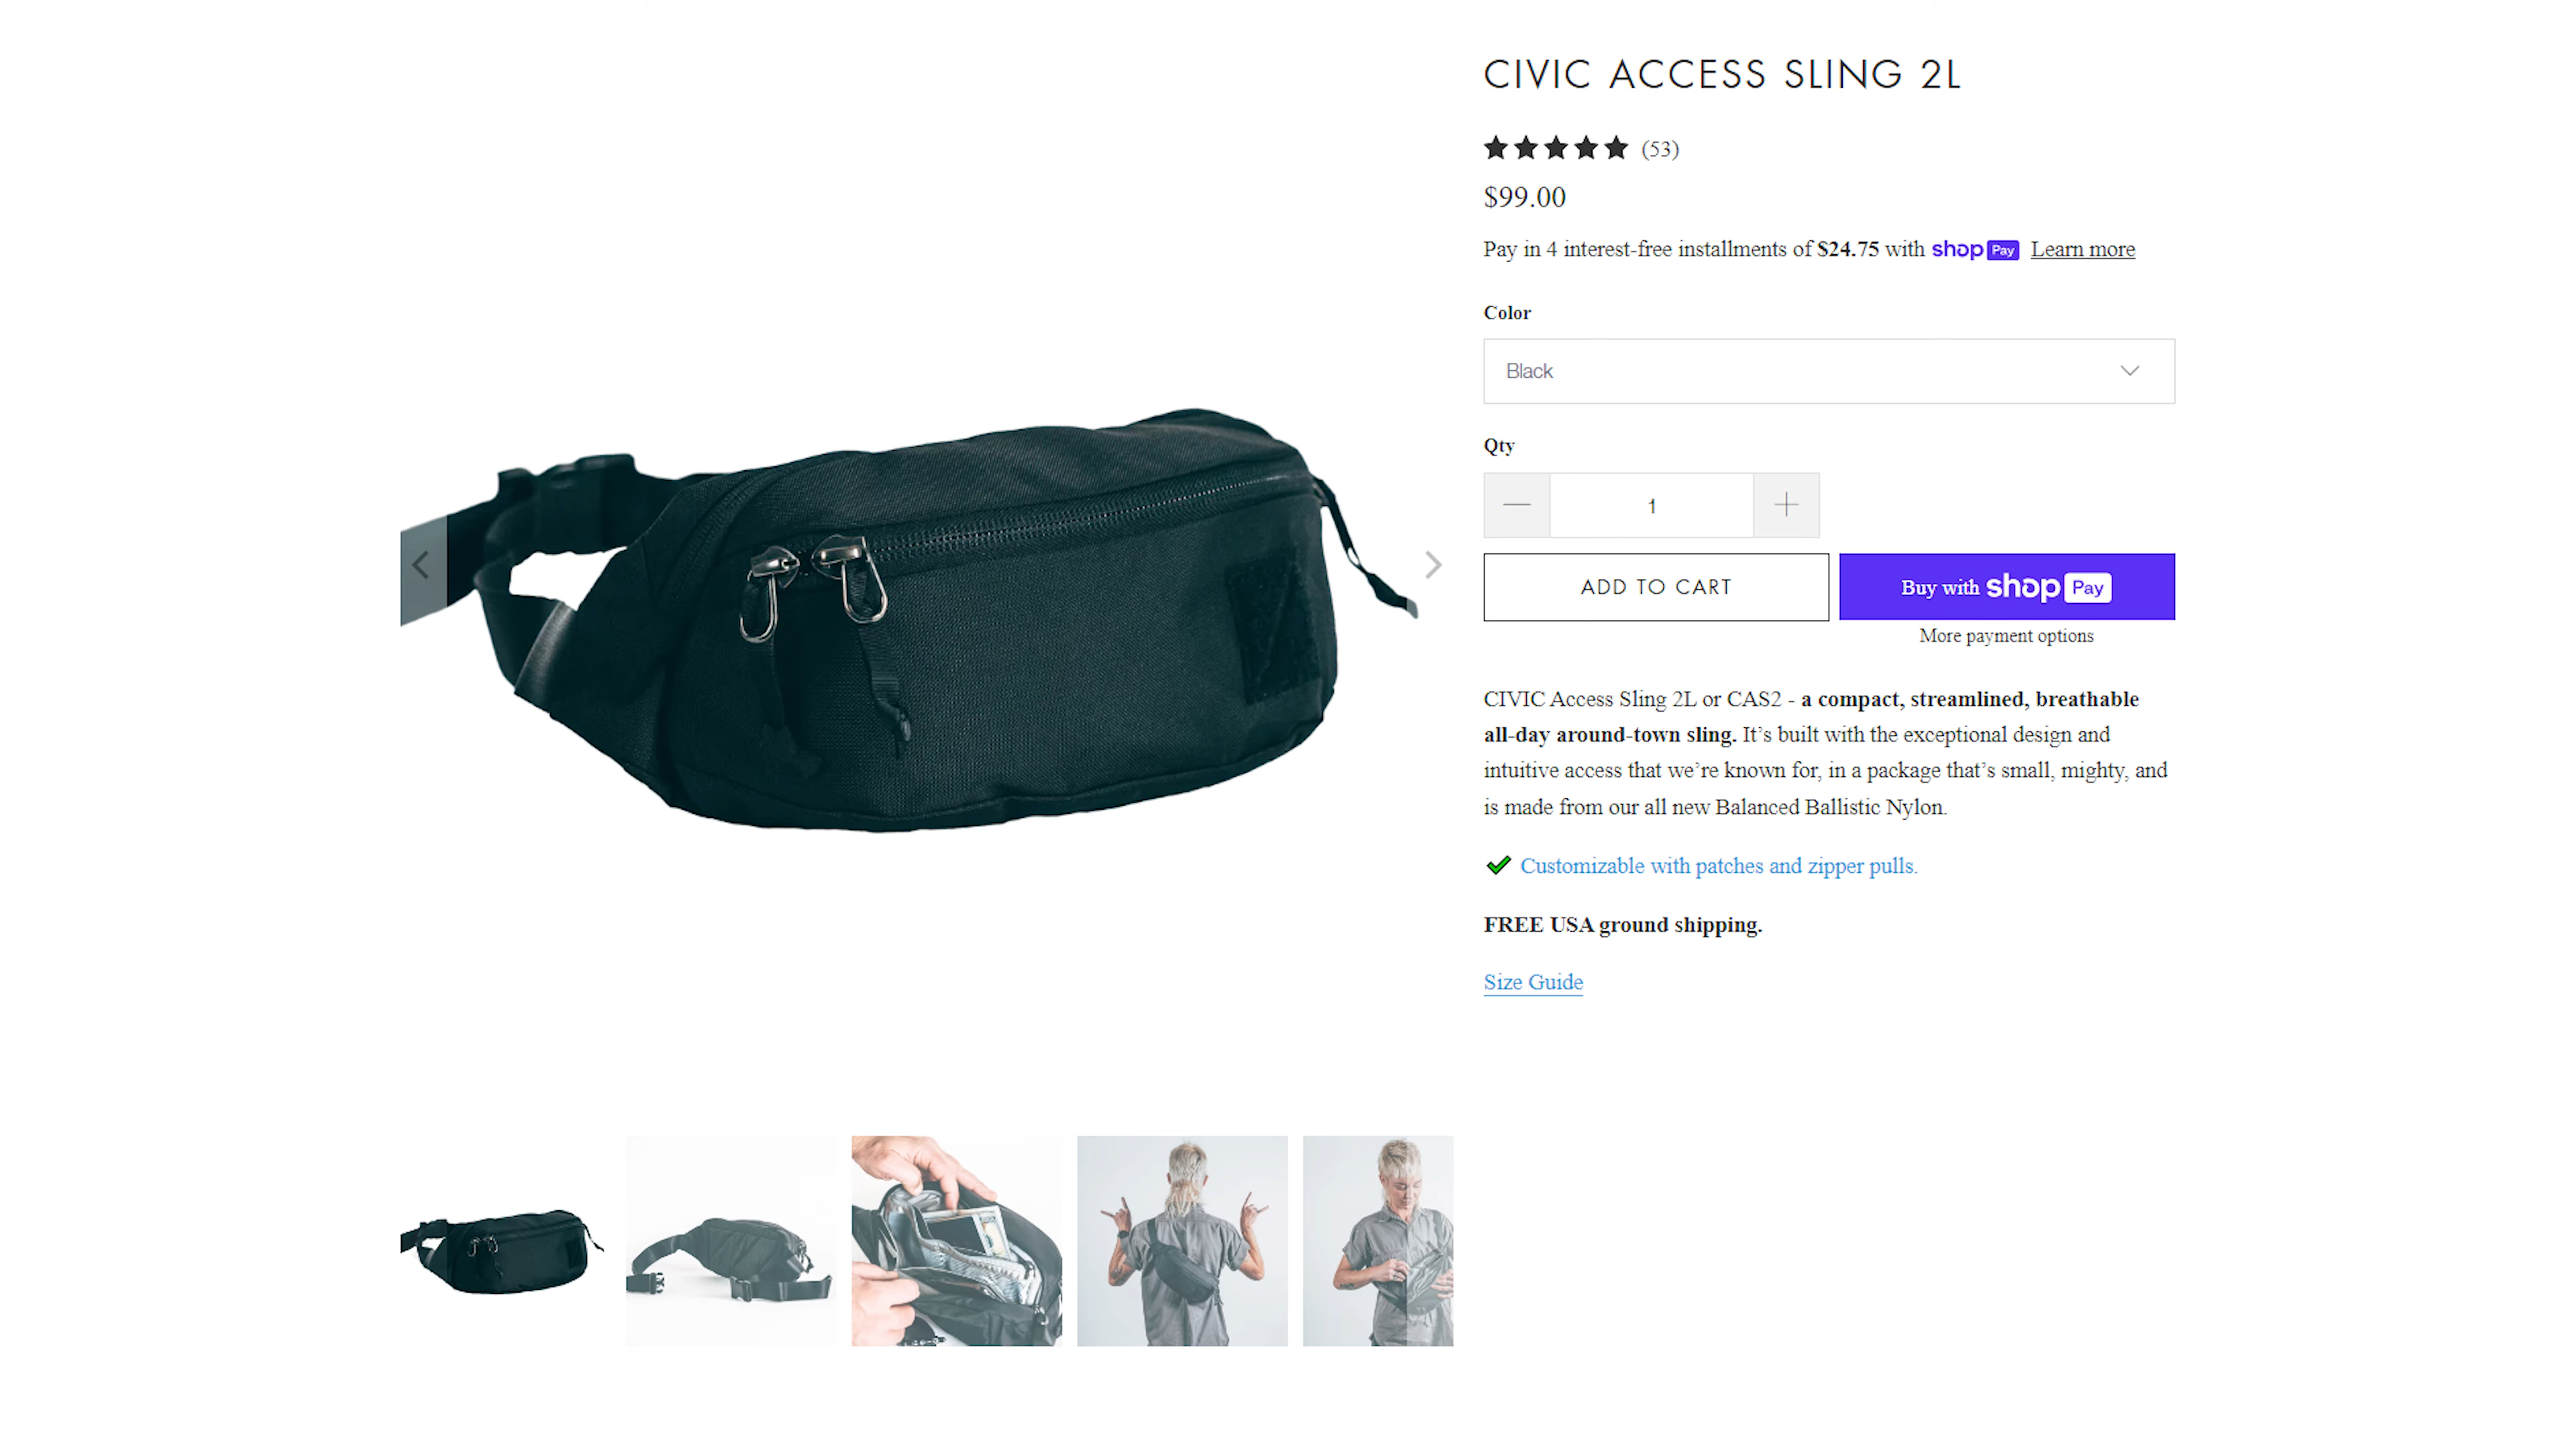 CIVIC ACCESS SLING 2L
(53)
$99.00
Pay in 4 interest-free installments of $24.75 with shop Pay Learn more
Color
Black
Qty
1
ADD TO CART
Buy with shop Pay
More payment options
CIVIC Access Sling 2L or CAS2 - a compact, streamlined, breathable
all-day around-town sling. It’s built with the exceptional design and
intuitive access that we’re known for, in a package that’s small, mighty, and
is made from our all new Balanced Ballistic Nylon.
Customizable with patches and zipper pulls.
FREE USA ground shipping.
Size Guide